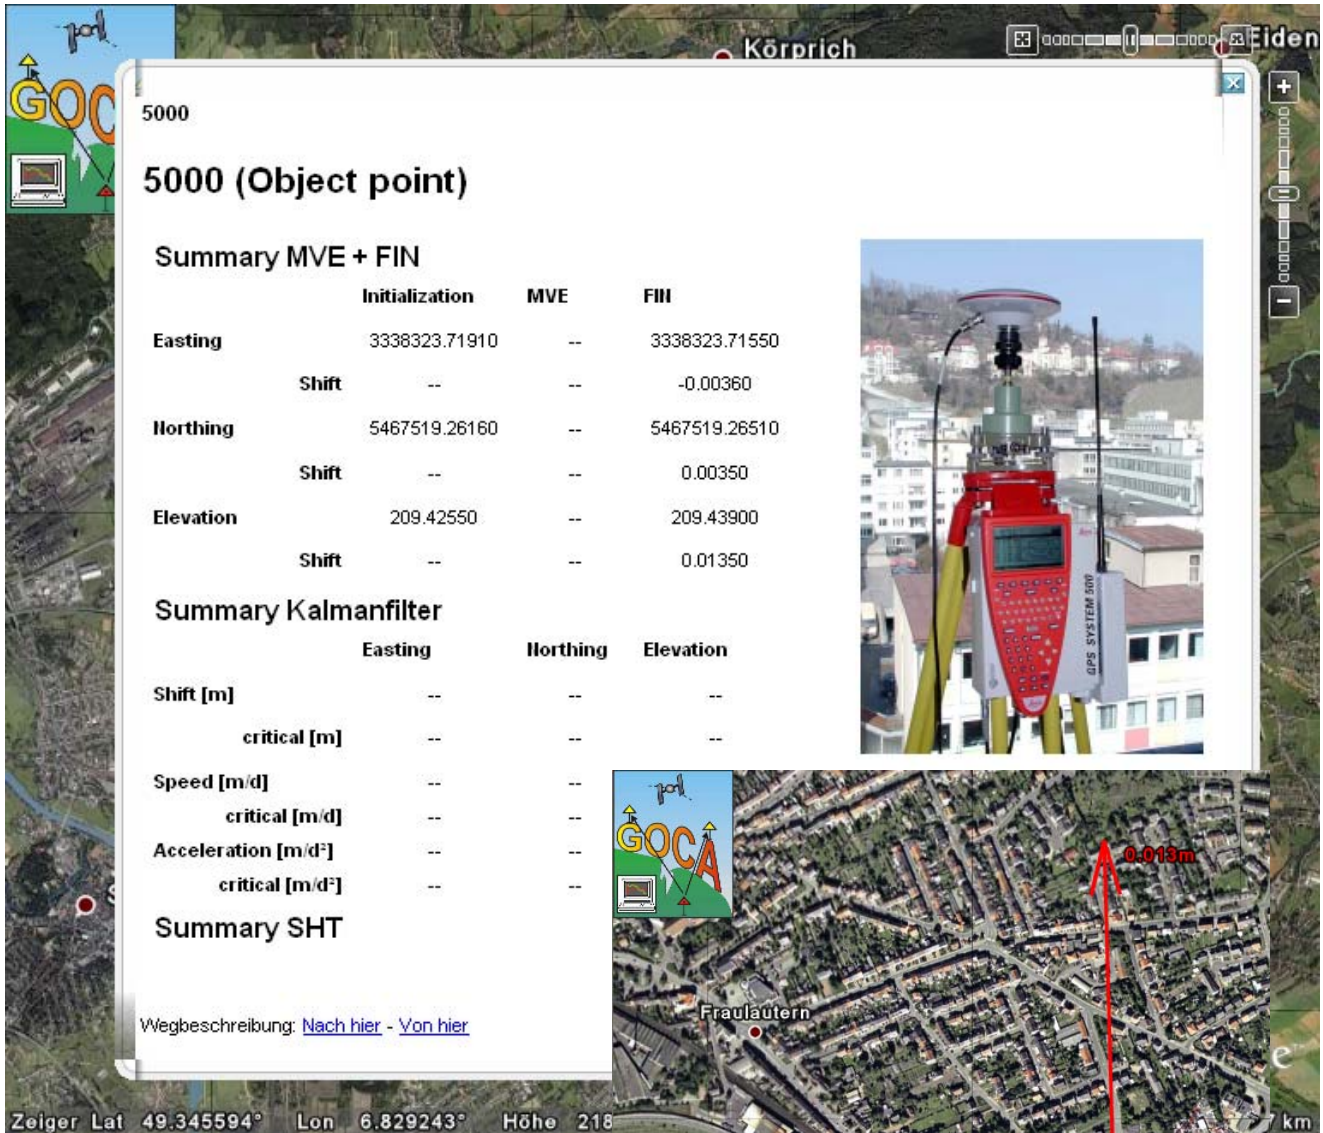 GOC
Körprich
Eiden
5000
5000 (Object point)
Summary MVE + FIN
Initialization MVE FIN
Easting 3338323.71910 -- 3338323.71550
Shift -- -- -0.00360
Northing 5467519.26160 -- 5467519.26510
Shift -- -- 0.00350
Elevation 209.42550 -- 209.43900
Shift -- -- 0.01350
GPS SYSTEM 500
Summary Kalmanfilter
Easting Northing Elevation
Shift [m] -- -- --
critical [m] -- -- --
Speed [m/d] -- --
critical [m/d] -- --
Acceleration [m/d²] -- --
critical [m/d²] -- --
Summary SHT
GOCA
0.013m
Fraulautern
Wegbeschreibung: Nach hier - Von hier
Zeiger Lat 49.345594° Lon 6.829243° Höhe 218
km